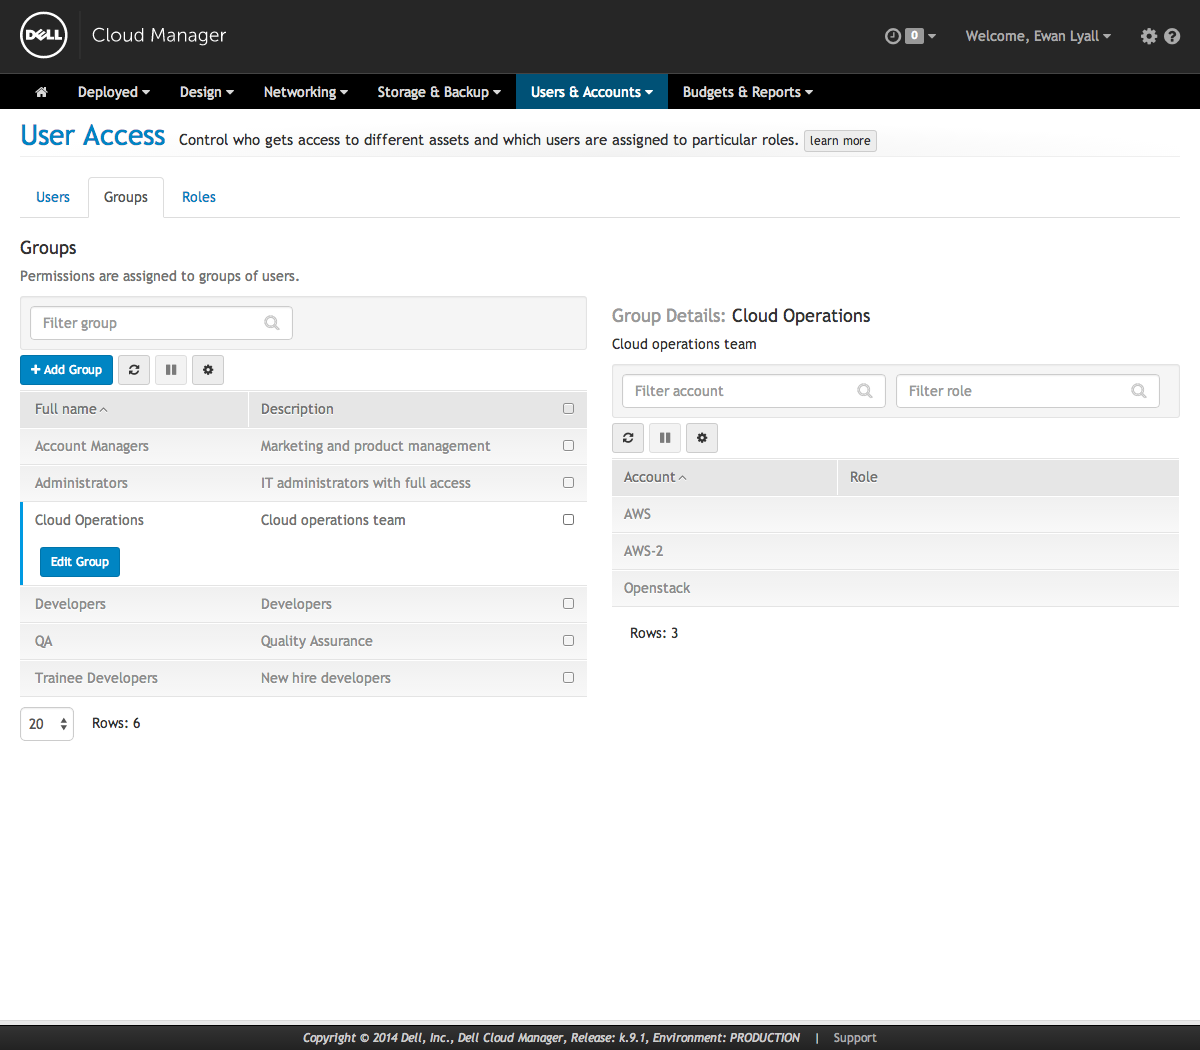 DELL Cloud Manager
0 Welcome, Ewan Lyall
Deployed Design Networking Storage & Backup Users & Accounts Budgets & Reports
User Access Control who gets access to different assets and which users are assigned to particular roles. learn more
Users Groups Roles
Groups
Permissions are assigned to groups of users.
Filter group
+ Add Group
Full name Description
Account Managers Marketing and product management
Administrators IT administrators with full access
Cloud Operations Cloud operations team
Edit Group
Developers Developers
QA Quality Assurance
Trainee Developers New hire developers
20 Rows: 6
Group Details: Cloud Operations
Cloud operations team
Filter account Filter role
Account Role
AWS
AWS-2
Openstack
Rows: 3
Copyright © 2014 Dell, Inc., Dell Cloud Manager, Release: k.9.1, Environment: PRODUCTION | Support